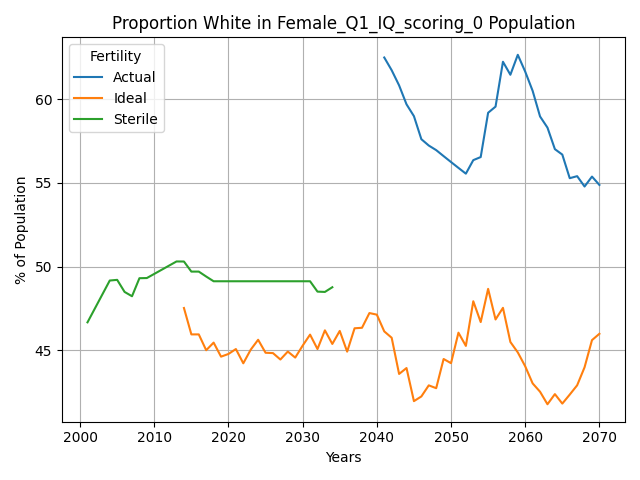 Proportion White in Female_Q1_IQ_scoring_0 Population
Fertility
Actual
Ideal
Sterile
% of Population
60
55
50
45
2000 2010 2020 2030 2040 2050 2060 2070
Years